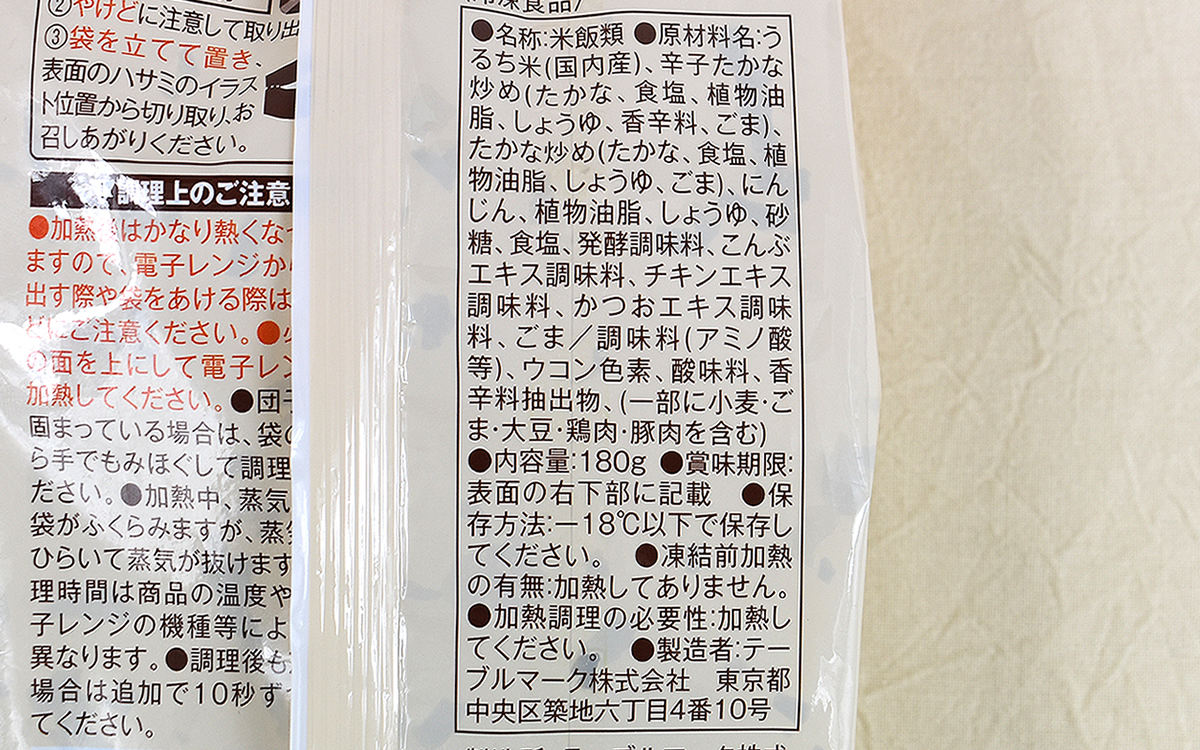 ②やけどに注意して取り出
③袋を立てて置き、
表面のハサミのイラス
ト位置から切り取り、お
召しあがりください。
調理上のご注意
●加熱後はかなり熱くなっ
ますので、電子レンジから
出す際や袋をあける際は
どにご注意ください。●必
の面を上にして電子レン
加熱してください。●団子
固まっている場合は、袋の
ら手でもみほぐして調理
ださい。●加熱中、蒸気
袋がふくらみますが、蒸気
ひらいて蒸気が抜けます
理時間は商品の温度や
子レンジの機種等によ
異なります。●調理後も
場合は追加で10秒ずつ
てください。
冷凍食品/
●名称:米飯類 ●原材料名:う
るち米(国内産)、辛子たかな
炒め(たかな、食塩、植物油
脂、しょうゆ、香辛料、ごま)、
たかな炒め(たかな、食塩、植
物油脂、しょうゆ、ごま)、にん
じん、植物油脂、しょうゆ、砂
糖、食塩、発酵調味料、こんぶ
エキス調味料、チキンエキス
調味料、かつおエキス調味
料、ごま／調味料(アミノ酸
等)、ウコン色素、酸味料、香
辛料抽出物、(一部に小麦・ご
ま・大豆・鶏肉・豚肉を含む)
●内容量:180g ●賞味期限:
表面の右下部に記載 ●保
存方法:－18℃以下で保存し
てください。 ●凍結前加熱
の有無:加熱してありません。
●加熱調理の必要性:加熱し
てください。 ●製造者:テー
ブルマーク株式会社 東京都
中央区築地六丁目4番10号